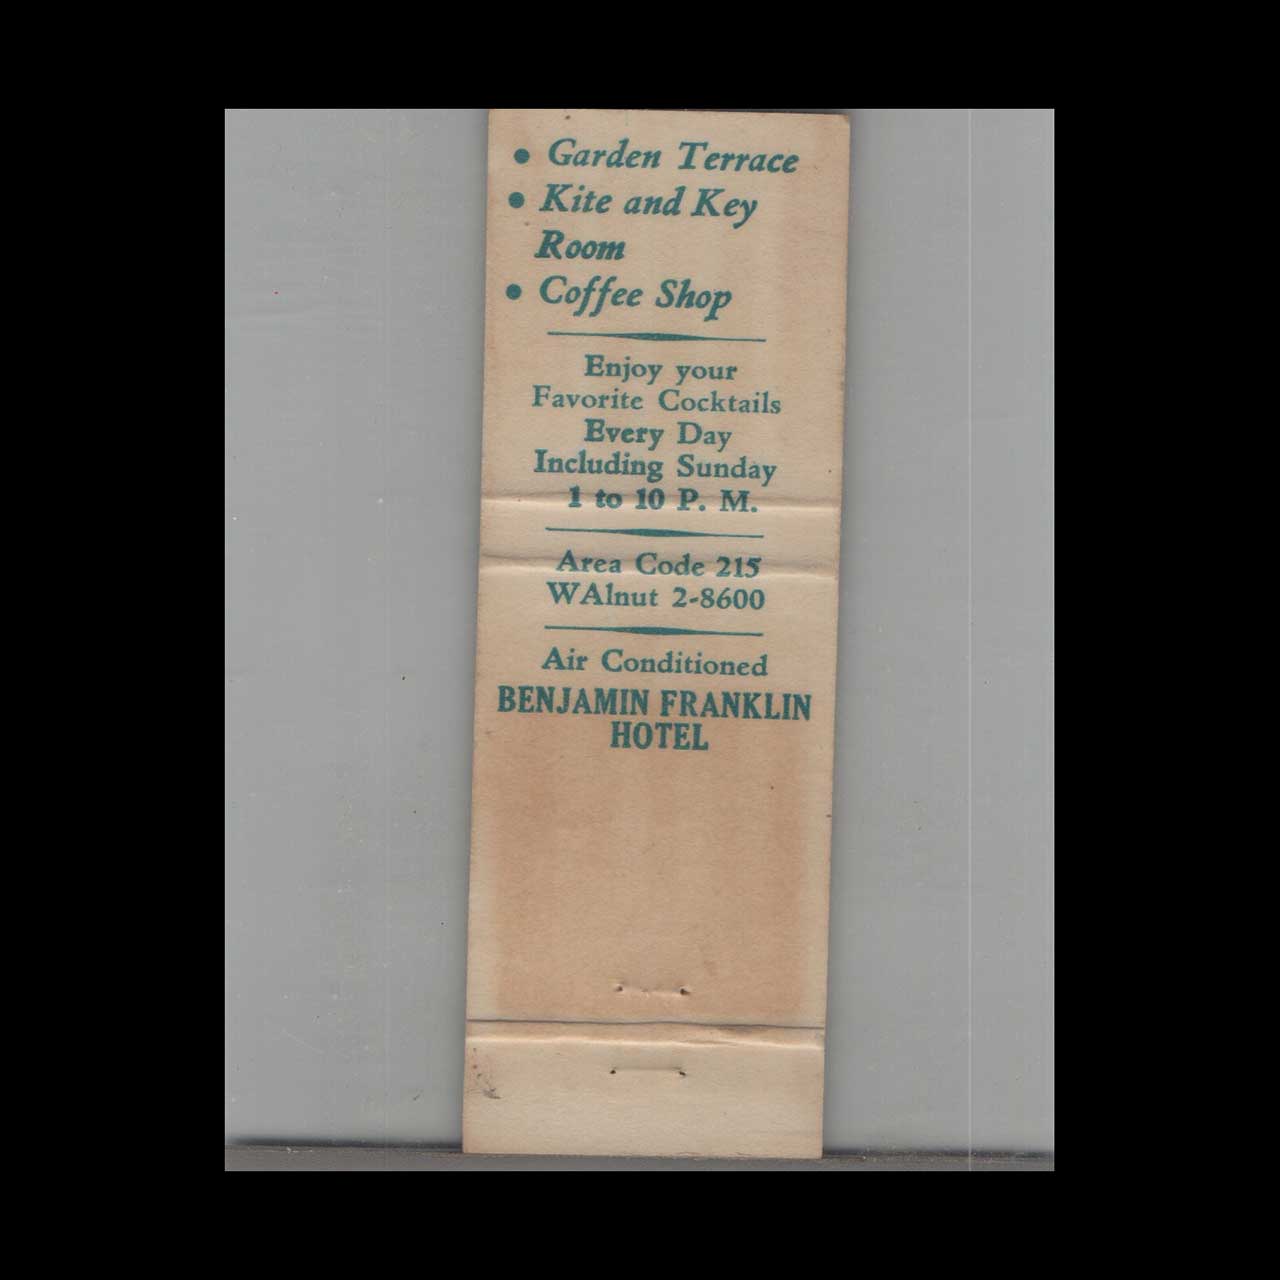 • Garden Terrace
• Kite and Key
Room
• Coffee Shop
Enjoy your
Favorite Cocktails
Every Day
Including Sunday
1 to 10 P. M.
Area Code 215
WAlnut 2-8600
Air Conditioned
BENJAMIN FRANKLIN
HOTEL